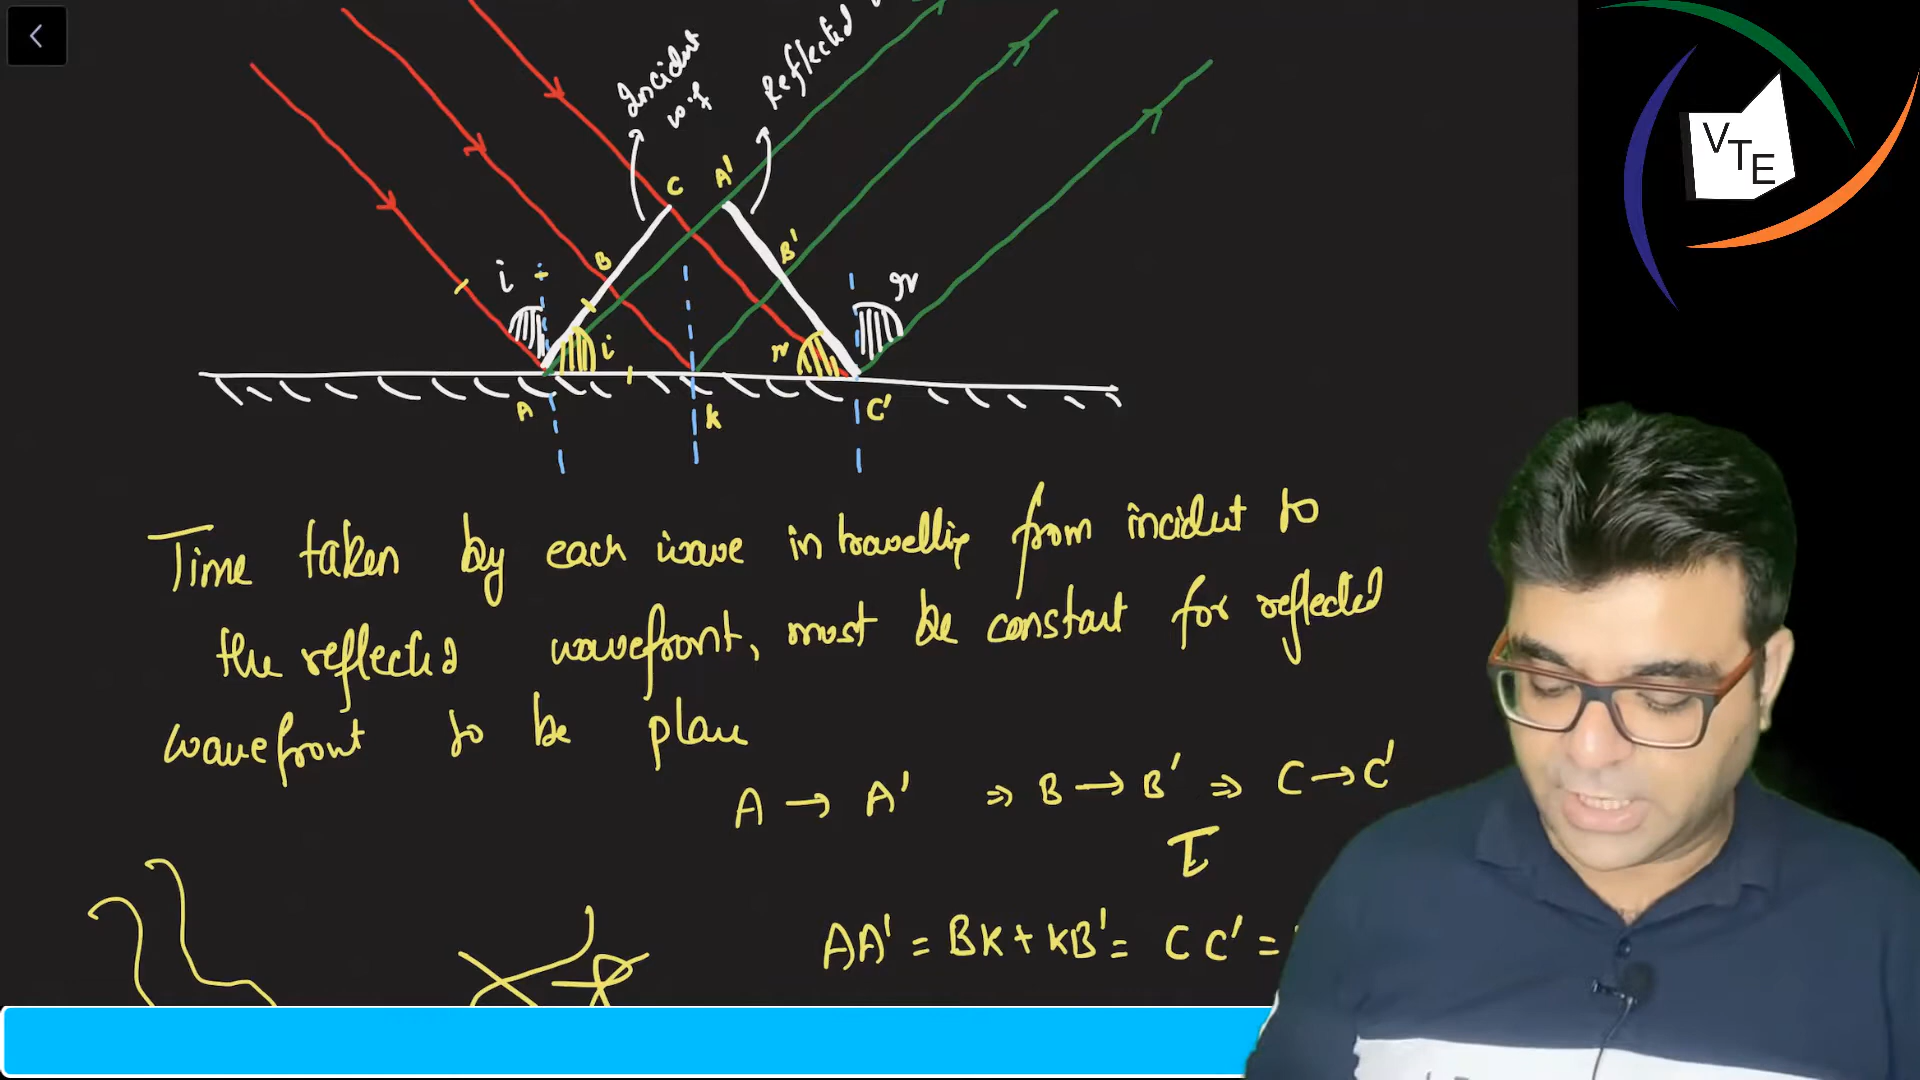 Incident
w.f
Reflected
C
A'
B
B'
i
r
i
r
A
K
C'
Time taken by each wave in travelling from incident to
the reflected wavefront, must be constant for reflected
wavefront to be plane
A → A' ⇒ B → B' ⇒ C → C'
τ
AA' = BK + KB' = CC' =
VTE